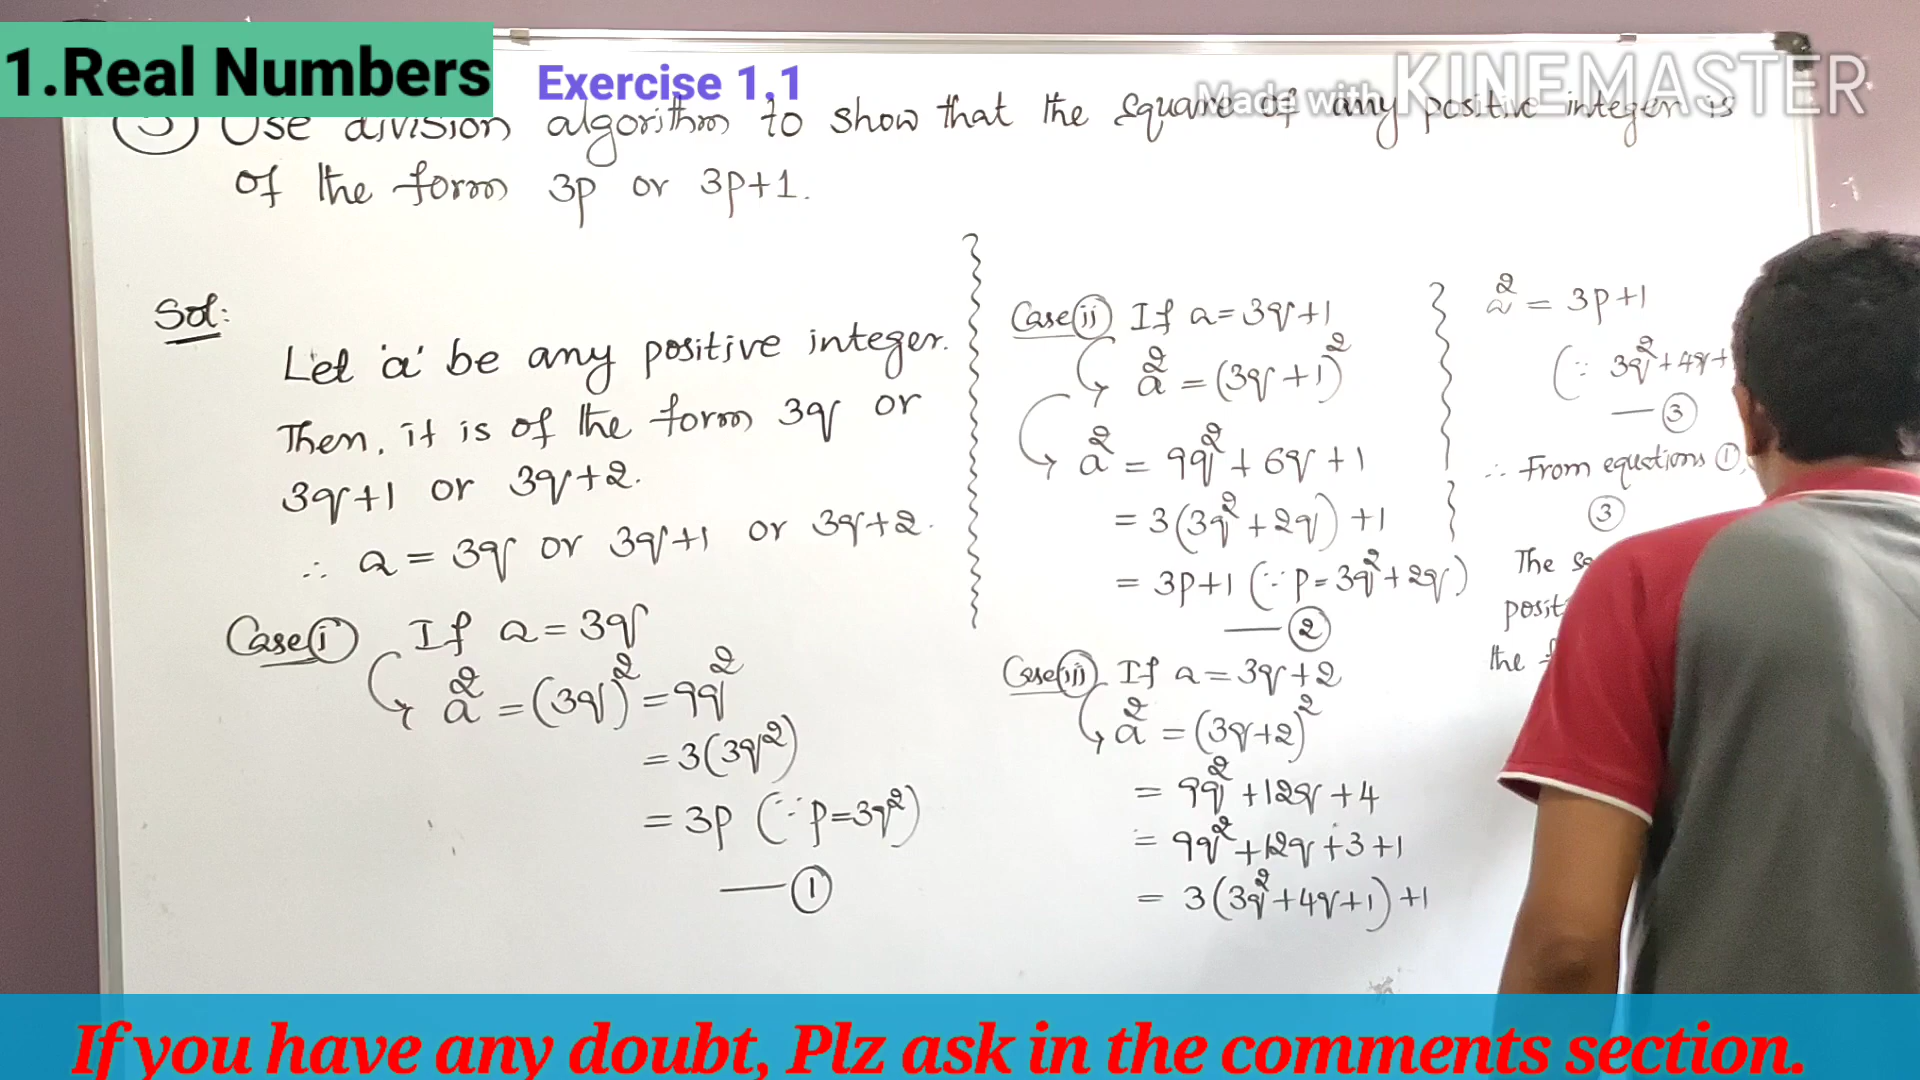 1.Real Numbers
Exercise 1,1
Made with KINEMASTER
③ Use division algorithm to show that the square of any positive integer is
of the form 3p or 3p+1.
Sol:
Let 'a' be any positive integer.
Then, it is of the form 3q or
3q+1 or 3q+2.
∴ a = 3q or 3q+1 or 3q+2.
Case(i) If a = 3q
a² = (3q)² = 9q²
= 3(3q²)
= 3p (∵ p=3q²)
— ①
Case(ii) If a = 3q+1
a² = (3q+1)²
a² = 9q² + 6q + 1
= 3(3q² + 2q) + 1
= 3p+1 (∵ p = 3q² + 2q)
— ②
Case(iii) If a = 3q+2
a² = (3q+2)²
= 9q² + 12q + 4
= 9q² + 12q + 3 + 1
= 3(3q² + 4q + 1) + 1
a² = 3p+1
(∵ 3q² + 4q +
— ③
∴ From equations ①,
③
The
the
If you have any doubt, Plz ask in the comments section.